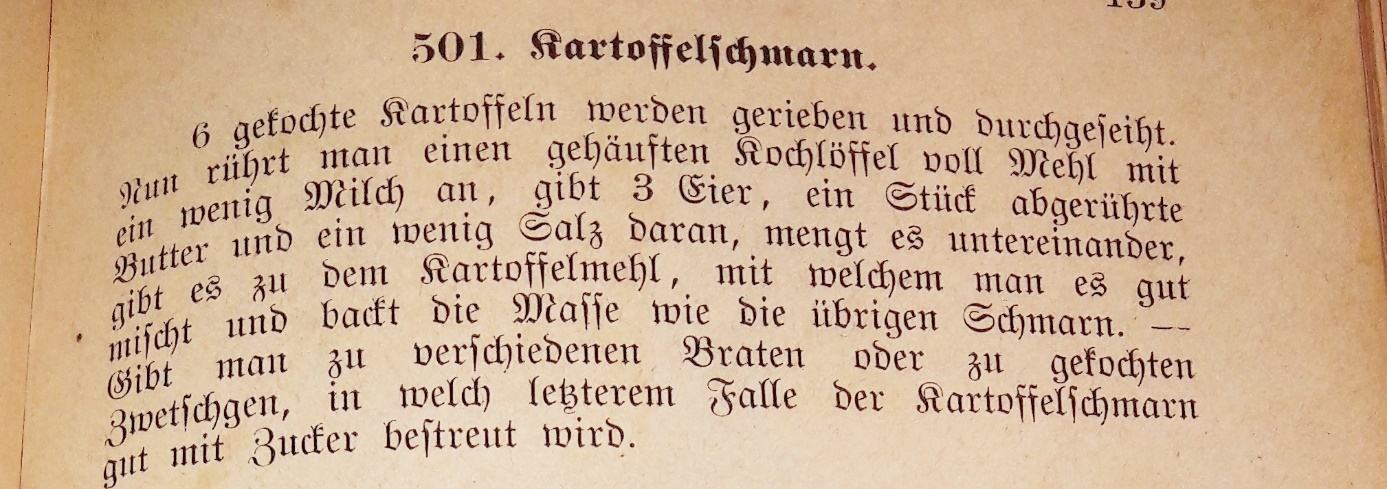 501. Kartoffelschmarn.
6 gekochte Kartoffeln werden gerieben und durchgeseiht.
Nun rührt man einen gehäuften Kochlöffel voll Mehl mit
ein wenig Milch an, gibt 3 Eier, ein Stück abgerührte
Butter und ein wenig Salz daran, mengt es untereinander,
gibt es zu dem Kartoffelmehl, mit welchem man es gut
mischt und backt die Masse wie die übrigen Schmarn. —
Gibt man zu verschiedenen Braten oder zu gekochten
Zwetschgen, in welch letzterem Falle der Kartoffelschmarn
gut mit Zucker bestreut wird.